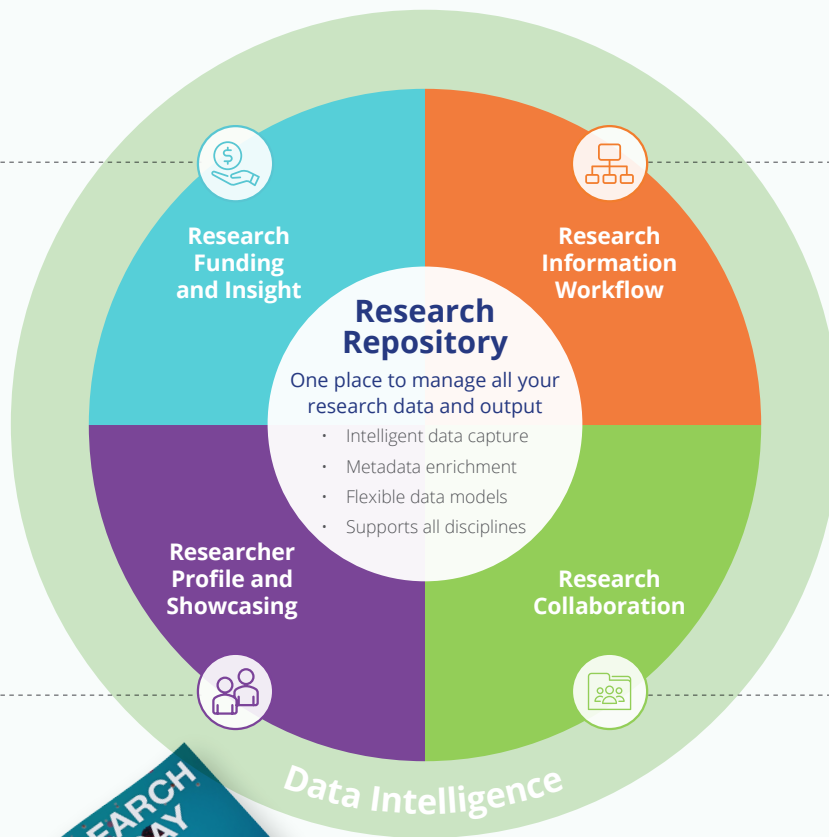 Research
Funding
and Insight
Research
Information
Workflow
Research
Repository
One place to manage all your
research data and output
• Intelligent data capture
• Metadata enrichment
• Flexible data models
• Supports all disciplines
Researcher
Profile and
Showcasing
Research
Collaboration
Data Intelligence